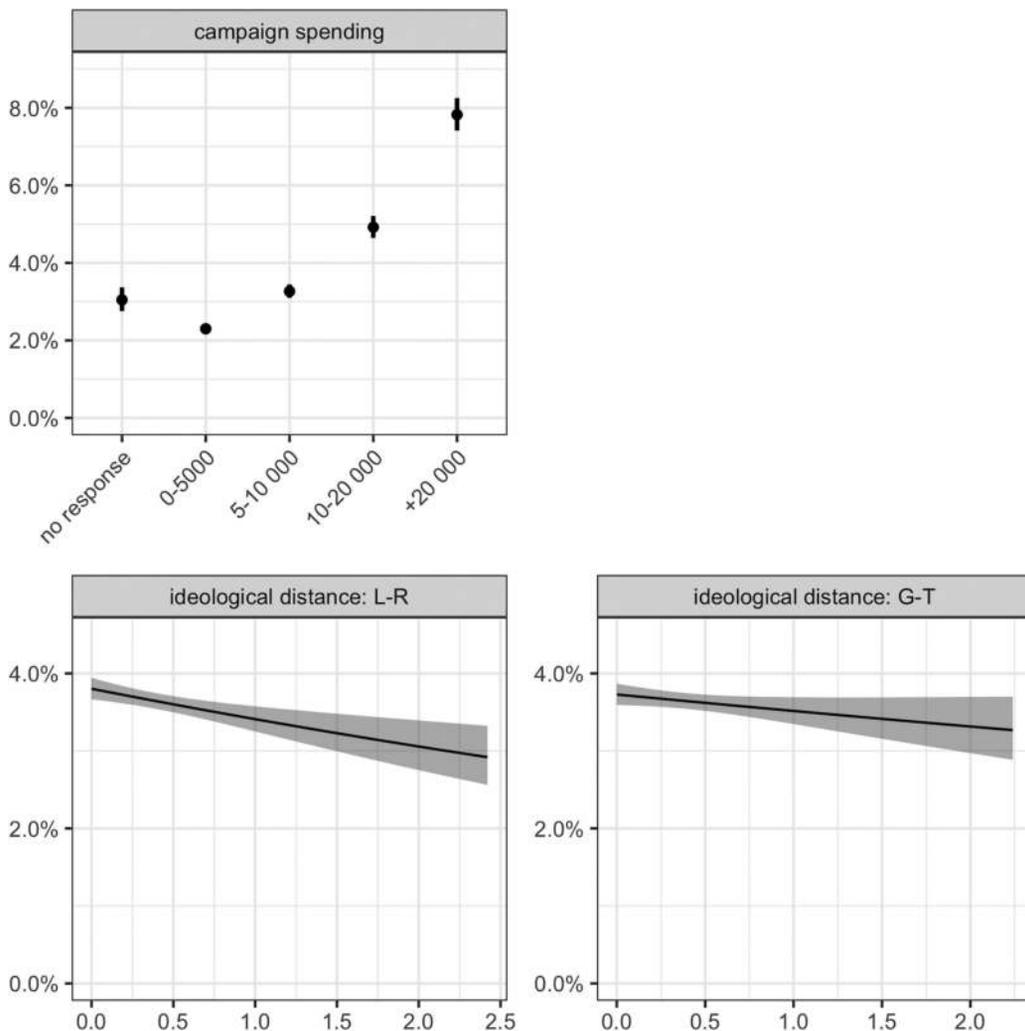 campaign spending
8.0%
6.0%
4.0%
2.0%
0.0%
no response
0-5000
5-10 000
10-20 000
+20 000
ideological distance: L-R
4.0%
2.0%
0.0%
0.0 0.5 1.0 1.5 2.0 2.5
ideological distance: G-T
4.0%
2.0%
0.0%
0.0 0.5 1.0 1.5 2.0